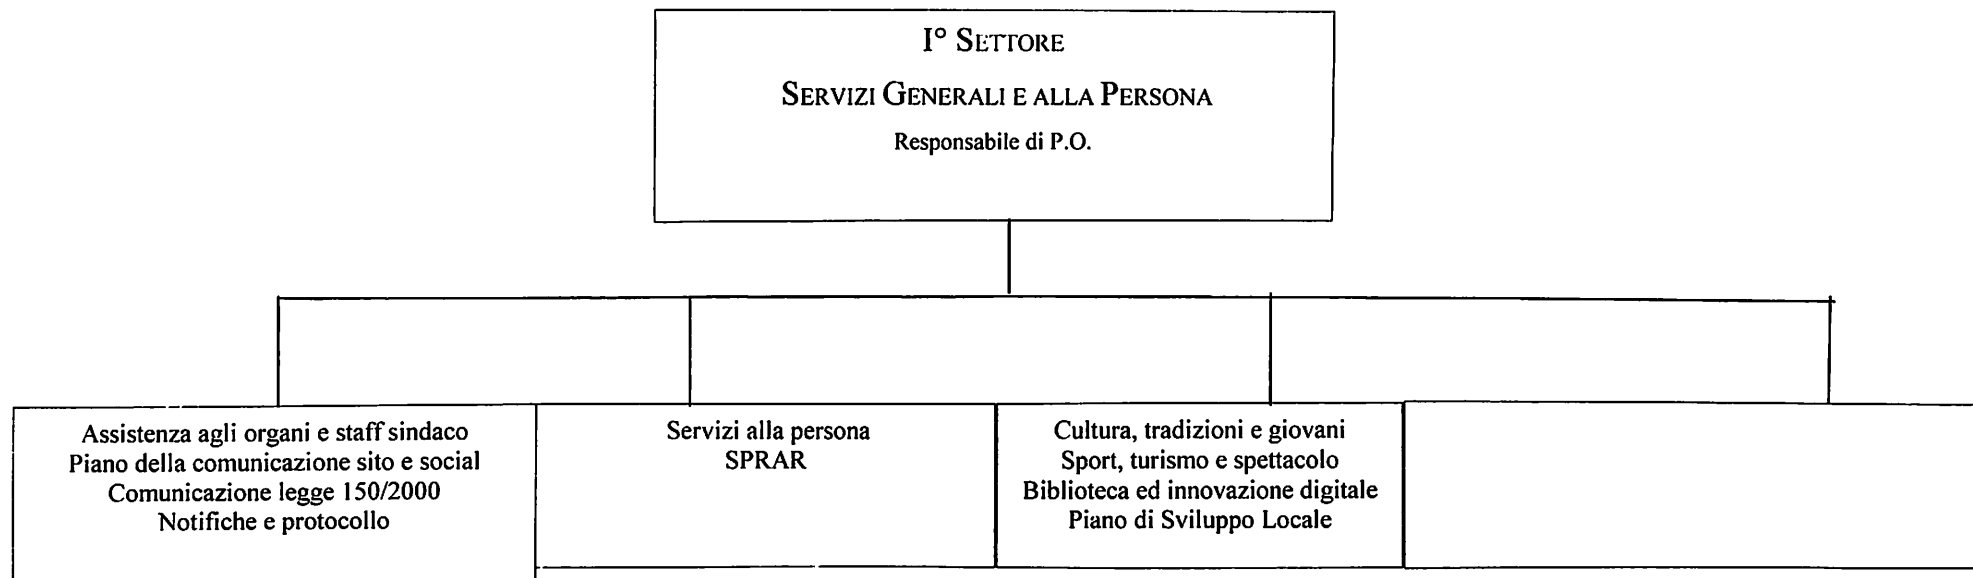 I° SETTORE
SERVIZI GENERALI E ALLA PERSONA
Responsabile di P.O.
Assistenza agli organi e staff sindaco
Piano della comunicazione sito e social
Comunicazione legge 150/2000
Notifiche e protocollo
Servizi alla persona
SPRAR
Cultura, tradizioni e giovani
Sport, turismo e spettacolo
Biblioteca ed innovazione digitale
Piano di Sviluppo Locale